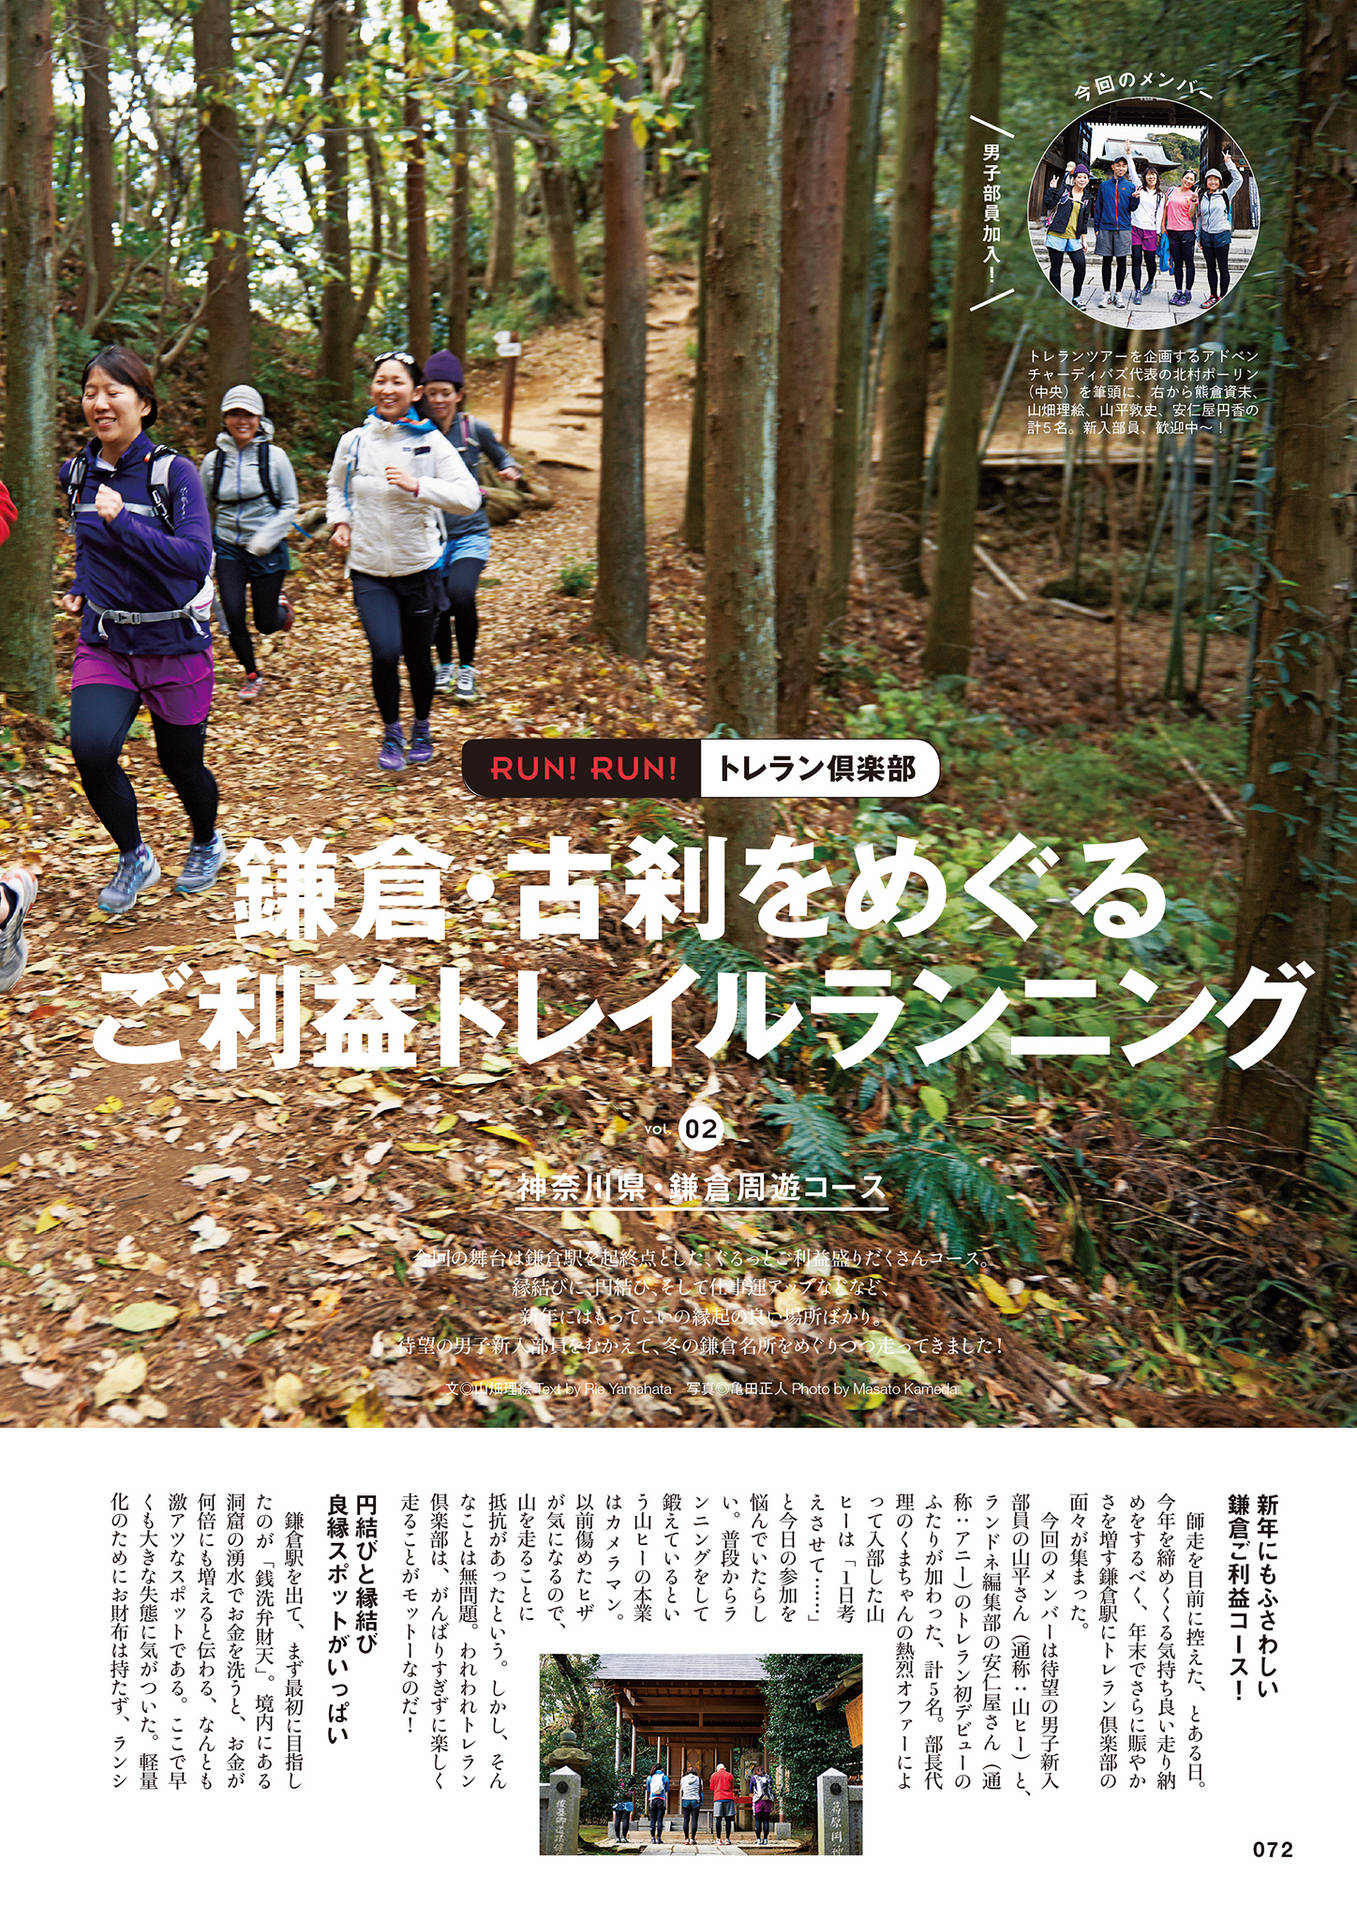 今回のメンバー
男子部員加入！
トレランツアーを企画するアドベン
チャーディバズ代表の北村ポーリン
（中央）を筆頭に、右から熊倉資未、
山畑理絵、山平敦史、安仁屋円香の
計5名。新入部員、歓迎中〜！
RUN! RUN! トレラン倶楽部
鎌倉・古刹をめぐる
ご利益トレイルランニング
vol. 02
神奈川県・鎌倉周遊コース
今回の舞台は鎌倉駅を起終点とした、ぐるっとご利益盛りだくさんコース。
縁結びに、円結び、そして仕事運アップなどなど、
新年にはもってこいの縁起の良い場所ばかり。
待望の男子新入部員をむかえて、冬の鎌倉名所をめぐりつつ走ってきました！
文◎山畑理絵 Text by Rie Yamahata　写真◎亀田正人 Photo by Masato Kameda
新年にもふさわしい
鎌倉ご利益コース！
師走を目前に控えた、とある日。
今年を締めくくる気持ち良い走り納
めをするべく、年末でさらに賑やか
さを増す鎌倉駅にトレラン倶楽部の
面々が集まった。
今回のメンバーは待望の男子新入
部員の山平さん（通称：山ヒー）と、
ランドネ編集部の安仁屋さん（通
称：アニー）のトレラン初デビューの
ふたりが加わった、計5名。部長代
理のくまちゃんの熱烈オファーによ
って入部した山
ヒーは「1日考
えさせて……」
と今日の参加を
悩んでいたらし
い。普段からラ
ンニングをして
鍛えているとい
う山ヒーの本業
はカメラマン。
以前傷めたヒザ
が気になるので、
山を走ることに
抵抗があったという。しかし、そん
なことは無問題。われわれトレラン
倶楽部は、がんばりすぎずに楽しく
走ることがモットーなのだ！
円結びと縁結び
良縁スポットがいっぱい
鎌倉駅を出て、まず最初に目指し
たのが「銭洗弁財天」。境内にある
洞窟の湧水でお金を洗うと、お金が
何倍にも増えると伝わる、なんとも
激アツなスポットである。ここで早
くも大きな失態に気がついた。軽量
化のためにお財布は持たず、ランシ
072